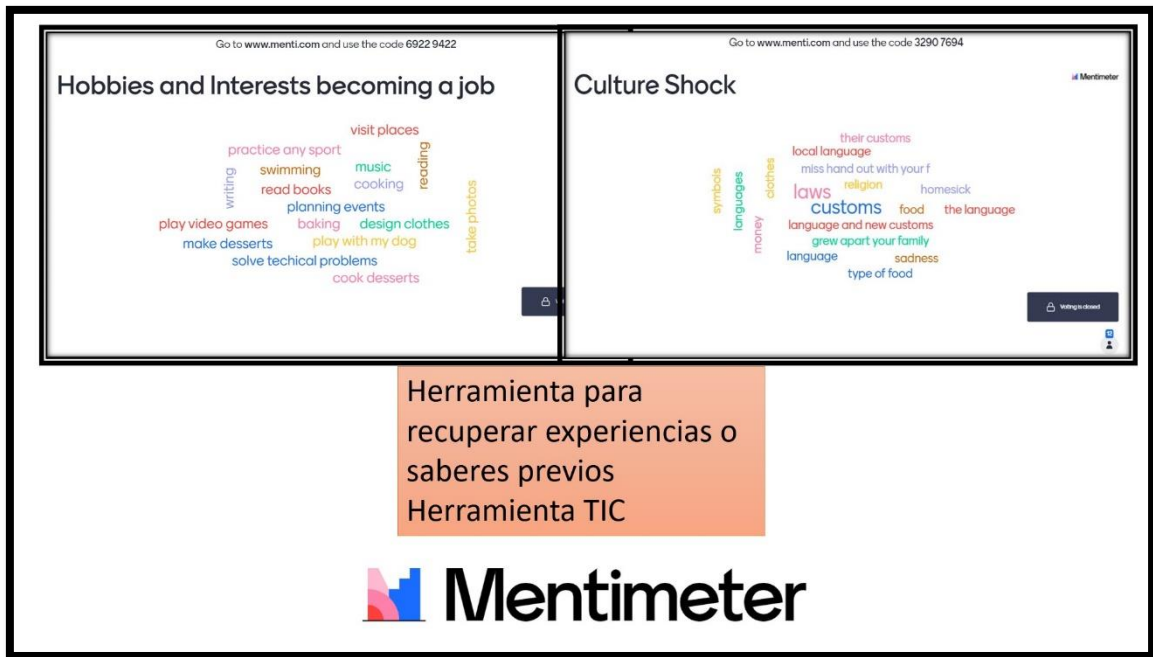 Go to www.menti.com and use the code 6922 9422
Hobbies and Interests becoming a job
visit places
practice any sport
reading
writing
swimming
music
read books
cooking
take photos
planning events
play video games
baking
design clothes
make desserts
play with my dog
solve techical problems
cook desserts
Go to www.menti.com and use the code 3290 7694
Culture Shock
Mentimeter
their customs
local language
symbols
languages
clothes
miss hand out with your f
laws
religion
homesick
customs
food
the language
money
language and new customs
grew apart your family
language
sadness
type of food
Voting is closed
Herramienta para
recuperar experiencias o
saberes previos
Herramienta TIC
Mentimeter